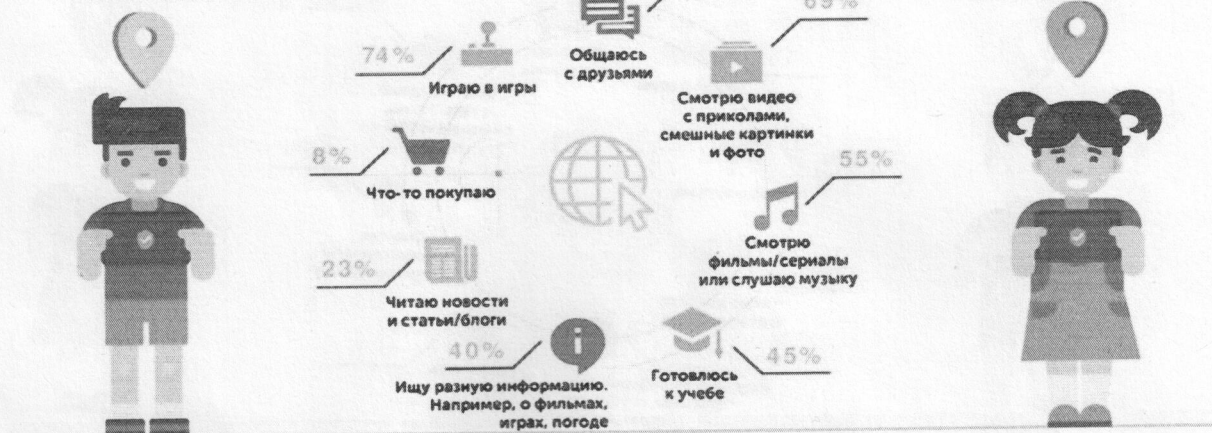 69%
74%
Общаюсь
с друзьями
Играю в игры
Смотрю видео
с приколами,
смешные картинки
и фото
8%
Что-то покупаю
55%
Смотрю
фильмы/сериалы
или слушаю музыку
23%
Читаю новости
и статьи/блоги
40%
i
Ищу разную информацию.
Например, о фильмах,
играх, погоде
45%
Готовлюсь
к учебе